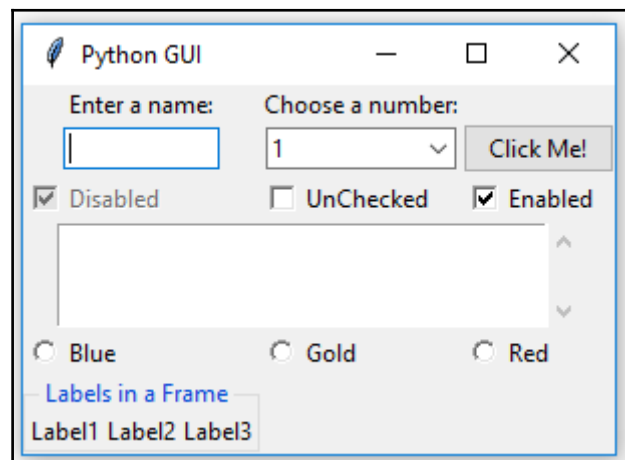 Python GUI
Enter a name: Choose a number:
1 Click Me!
Disabled UnChecked Enabled
Blue Gold Red
Labels in a Frame
Label1 Label2 Label3